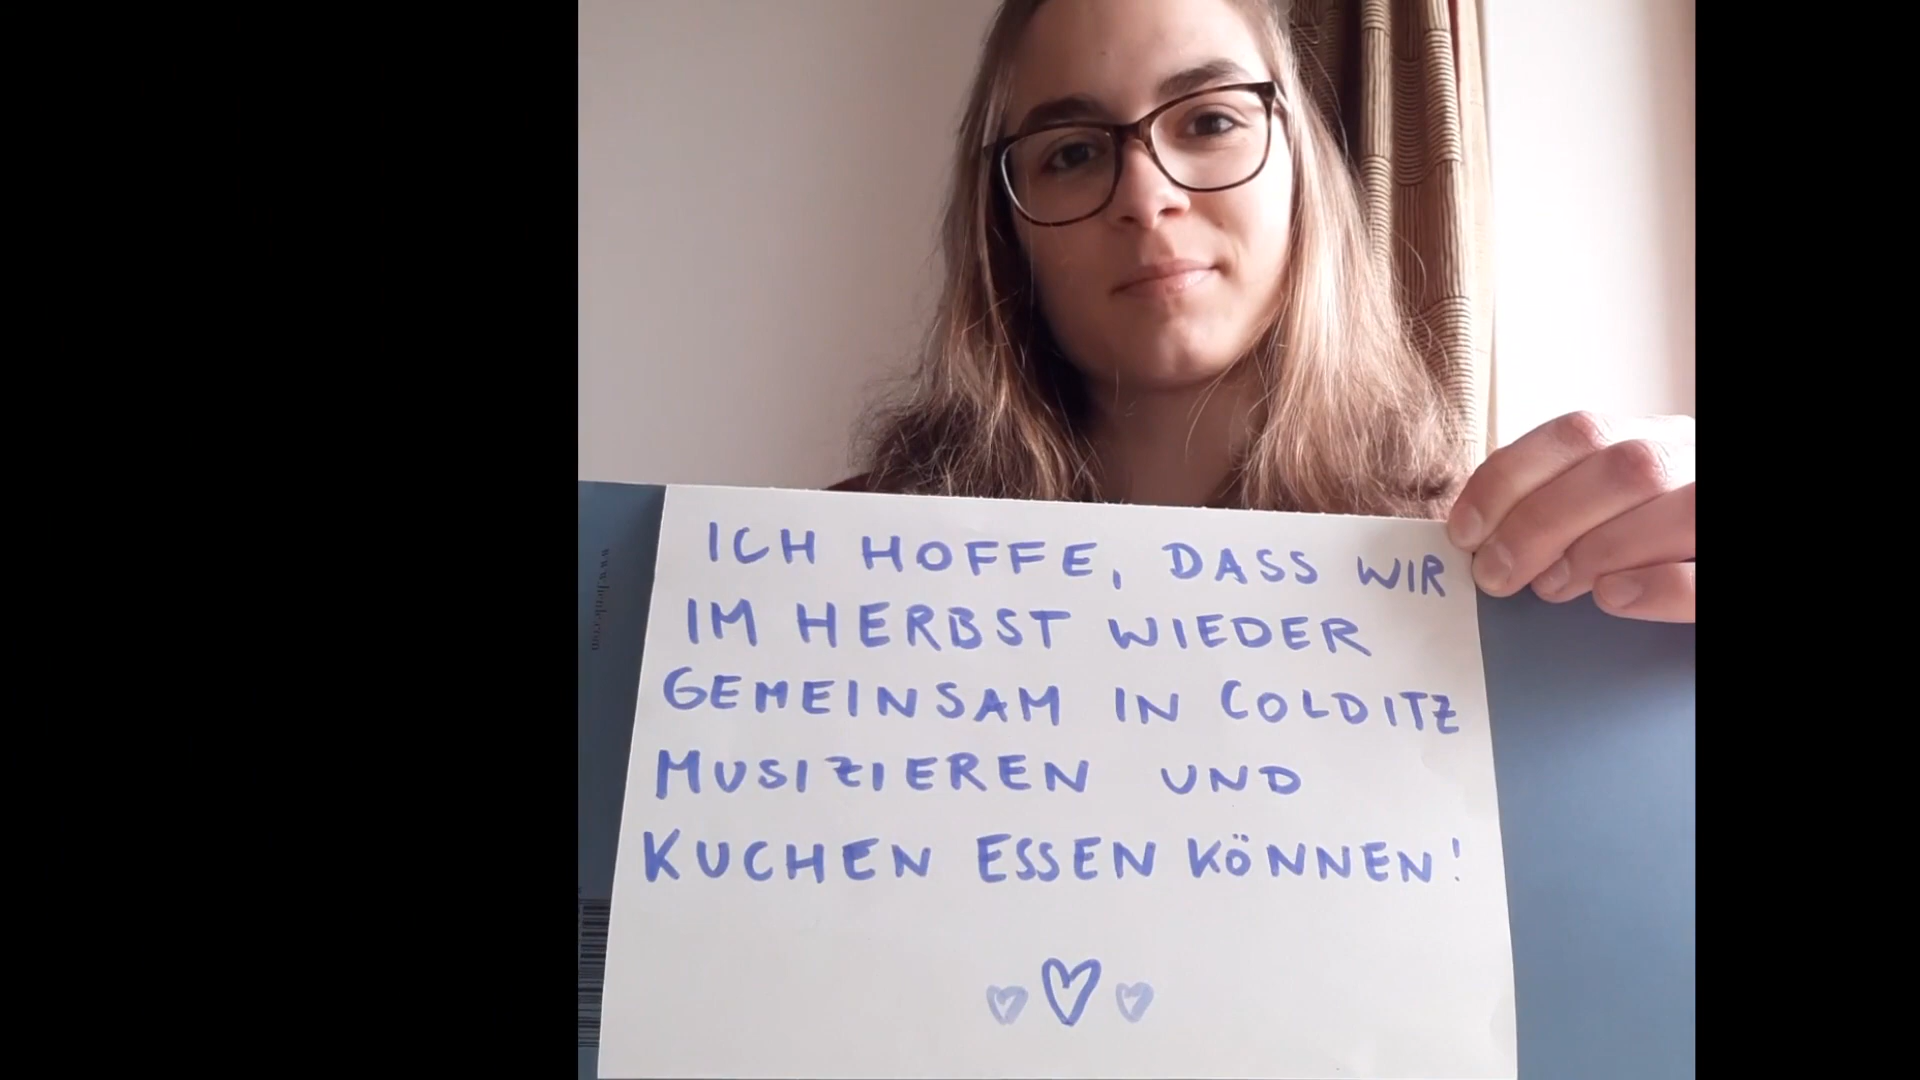 ICH HOFFE, DASS WIR
IM HERBST WIEDER
GEMEINSAM IN COLDITZ
MUSIZIEREN UND
KUCHEN ESSEN KÖNNEN!